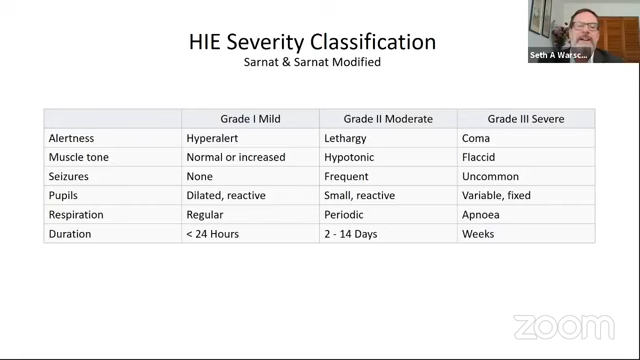 HIE Severity Classification
Sarnat & Sarnat Modified
Seth A Warsc...
Grade I Mild Grade II Moderate Grade III Severe
Alertness Hyperalert Lethargy Coma
Muscle tone Normal or increased Hypotonic Flaccid
Seizures None Frequent Uncommon
Pupils Dilated, reactive Small, reactive Variable, fixed
Respiration Regular Periodic Apnoea
Duration < 24 Hours 2 - 14 Days Weeks
zoom